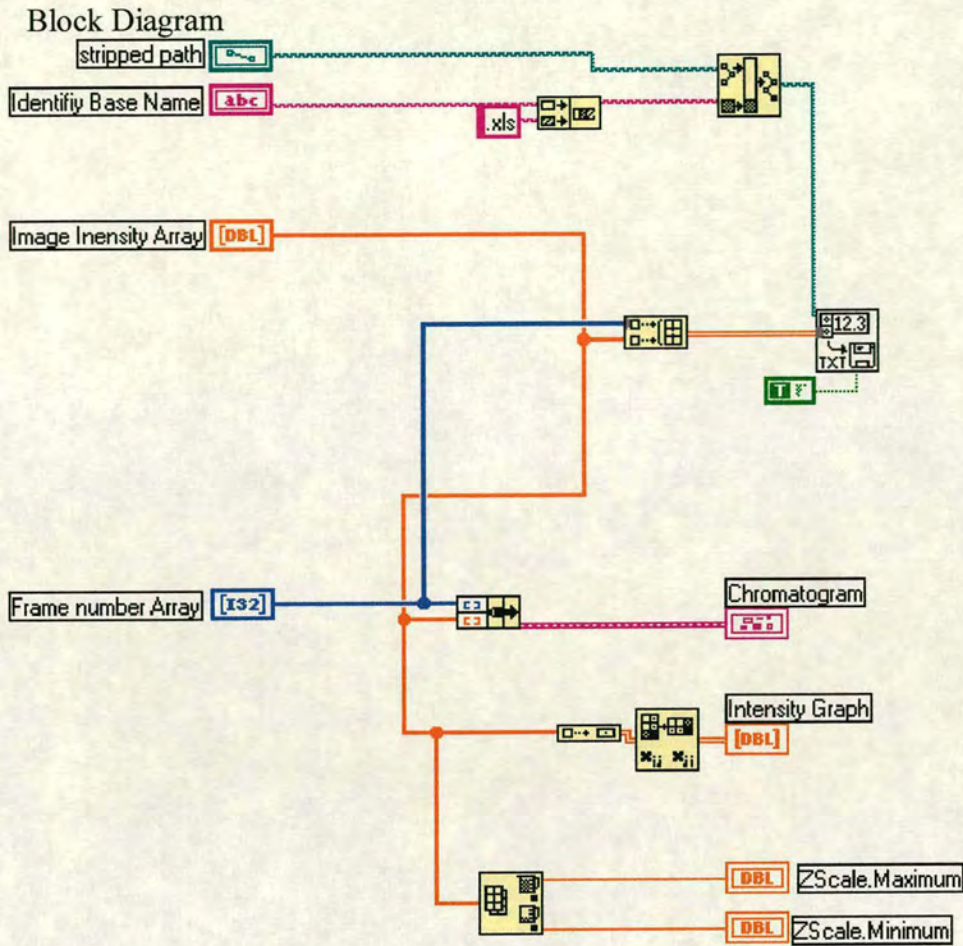 Block Diagram
stripped path
Identifiy Base Name
abc
.xls
Image Inensity Array
[DBL]
12.3
TXT
T
Frame number Array
[I32]
Chromatogram
Intensity Graph
[DBL]
DBL
ZScale.Maximum
DBL
ZScale.Minimum